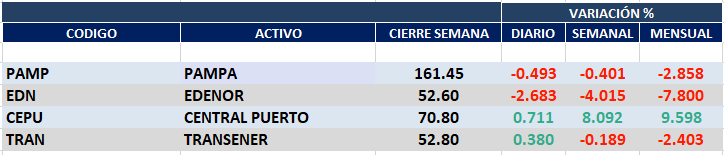 VARIACIÓN %
CODIGO ACTIVO CIERRE SEMANA DIARIO SEMANAL MENSUAL
PAMP PAMPA 161.45 -0.493 -0.401 -2.858
EDN EDENOR 52.60 -2.683 -4.015 -7.800
CEPU CENTRAL PUERTO 70.80 0.711 8.092 9.598
TRAN TRANSENER 52.80 0.380 -0.189 -2.403